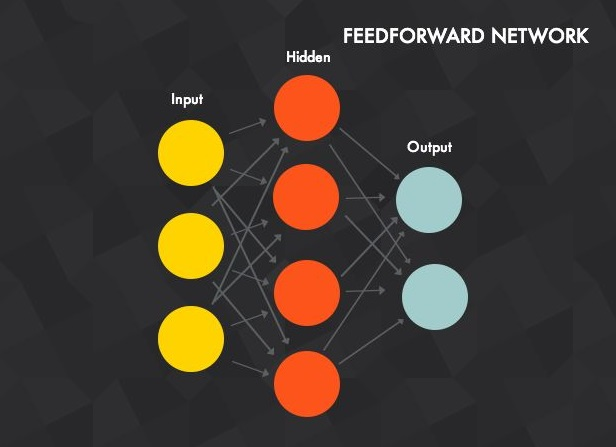 FEEDFORWARD NETWORK
Hidden
Input
Output